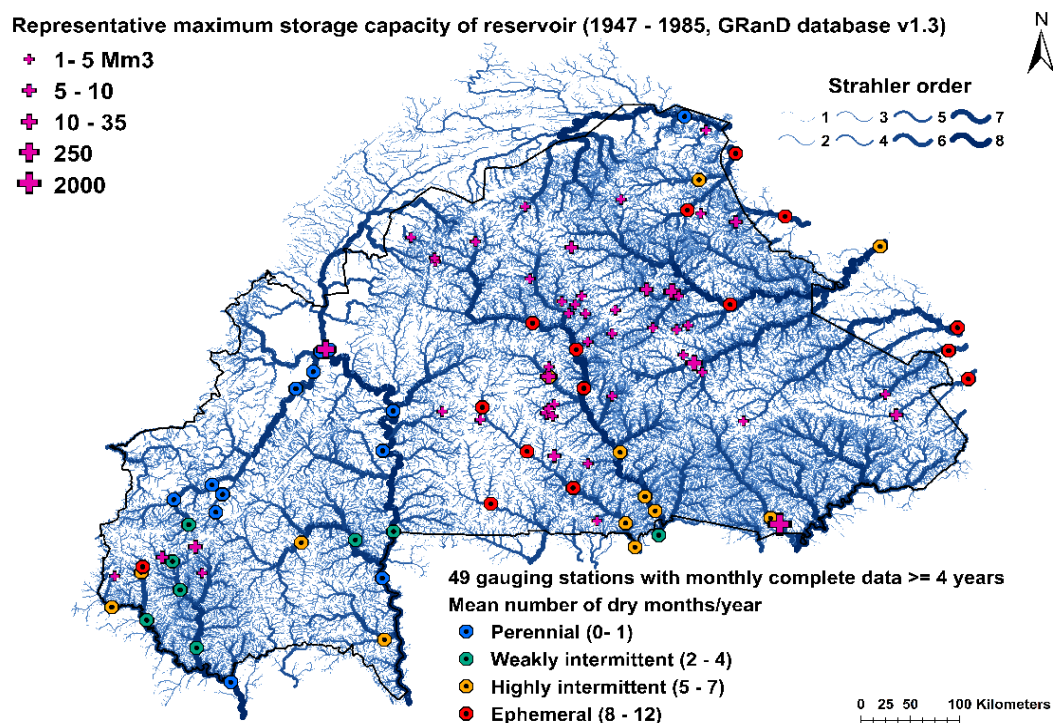 Representative maximum storage capacity of reservoir (1947 - 1985, GRanD database v1.3)
N
1- 5 Mm3
5 - 10
10 - 35
250
2000
Strahler order
1 3 5 7
2 4 6 8
49 gauging stations with monthly complete data >= 4 years
Mean number of dry months/year
Perennial (0- 1)
Weakly intermittent (2 - 4)
Highly intermittent (5 - 7)
Ephemeral (8 - 12)
0 25 50 100 Kilometers